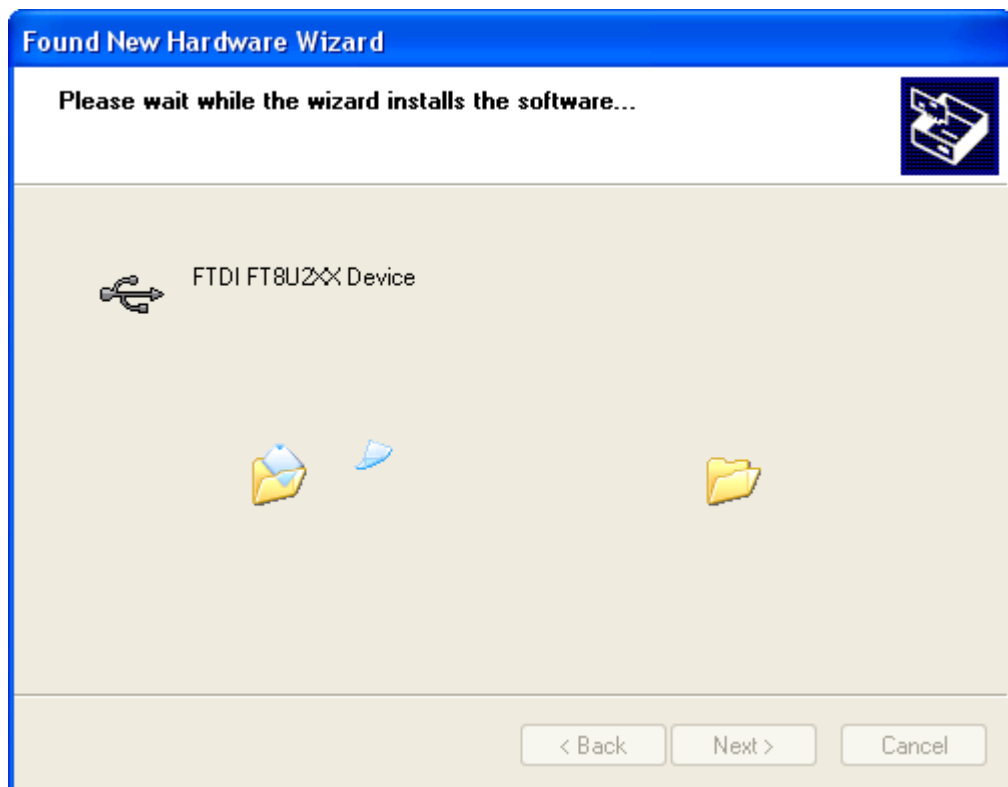 Found New Hardware Wizard
Please wait while the wizard installs the software...
FTDI FT8U2XX Device
< Back
Next >
Cancel